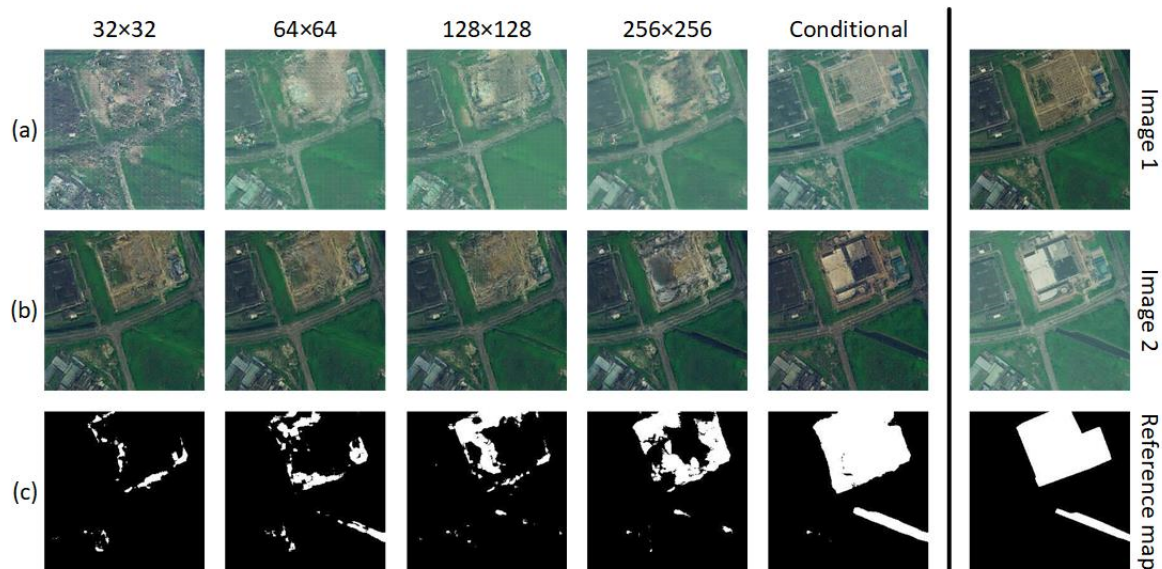 32×32 64×64 128×128 256×256 Conditional
(a)
Image 1
(b)
Image 2
(c)
Reference map